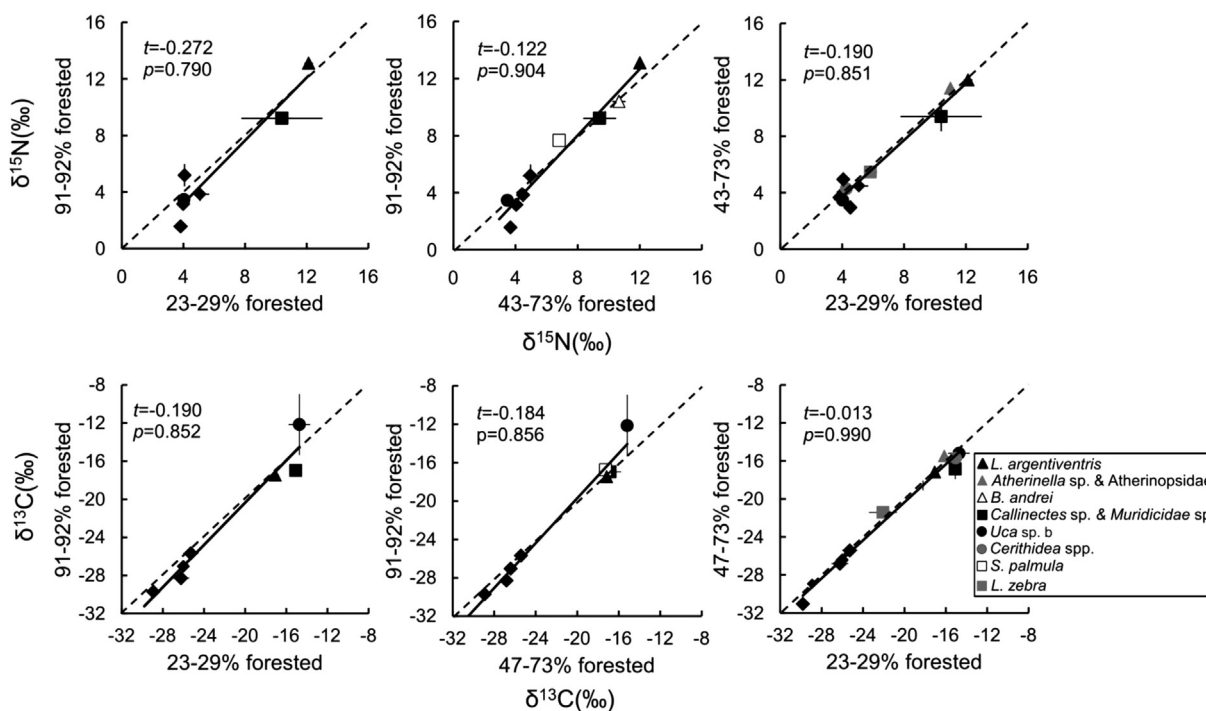 t=-0.272
p=0.790
δ15N(‰)
91-92% forested
16
12
8
4
0
0 4 8 12 16
23-29% forested
t=-0.122
p=0.904
91-92% forested
16
12
8
4
0
0 4 8 12 16
43-73% forested
t=-0.190
p=0.851
43-73% forested
16
12
8
4
0
0 4 8 12 16
23-29% forested
δ15N(‰)
t=-0.190
p=0.852
δ13C(‰)
91-92% forested
-8
-12
-16
-20
-24
-28
-32
-32 -28 -24 -20 -16 -12 -8
23-29% forested
t=-0.184
p=0.856
91-92% forested
-8
-12
-16
-20
-24
-28
-32
-32 -28 -24 -20 -16 -12 -8
47-73% forested
t=-0.013
p=0.990
47-73% forested
-8
-12
-16
-20
-24
-28
-32
-32 -28 -24 -20 -16 -12 -8
23-29% forested
L. argentiventris
Atherinella sp. & Atherinopsidae
B. andrei
Callinectes sp. & Muridicidae sp
Uca sp. b
Cerithidea spp.
S. palmula
L. zebra
δ13C(‰)